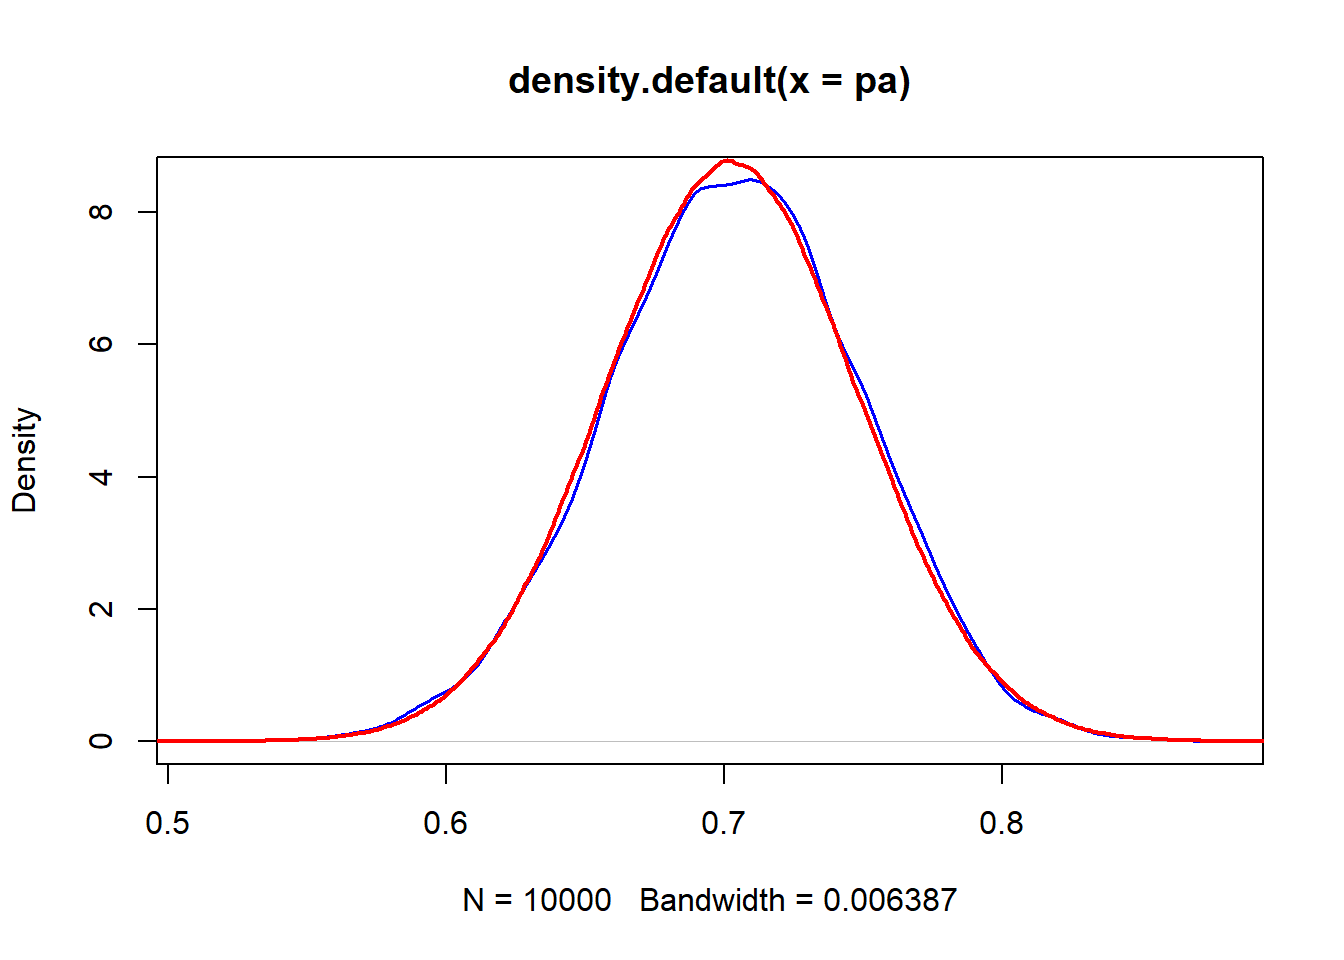 density.default(x = pa)
Density
8
6
4
2
0
0.5 0.6 0.7 0.8
N = 10000 Bandwidth = 0.006387